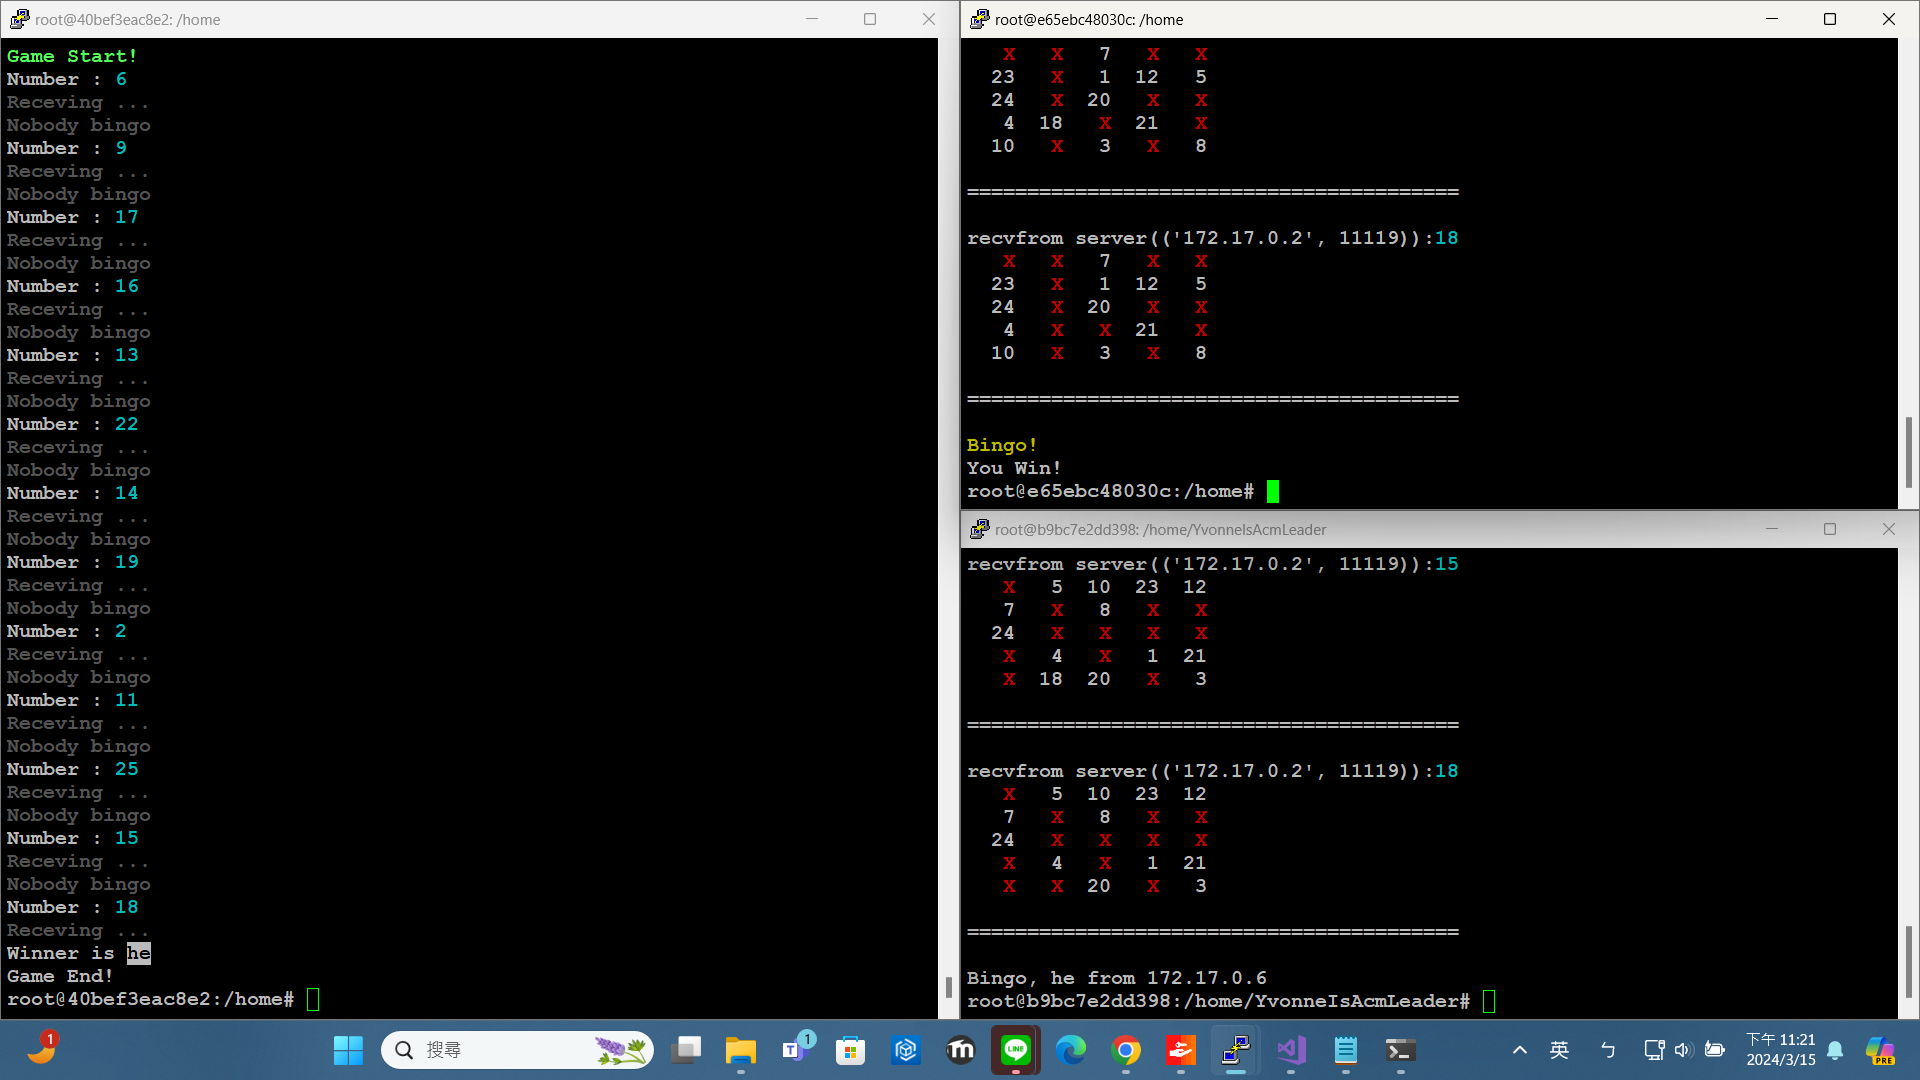 root@40bef3eac8e2: /home
Game Start!
Number : 6
Receving ...
Nobody bingo
Number : 9
Receving ...
Nobody bingo
Number : 17
Receving ...
Nobody bingo
Number : 16
Receving ...
Nobody bingo
Number : 13
Receving ...
Nobody bingo
Number : 22
Receving ...
Nobody bingo
Number : 14
Receving ...
Nobody bingo
Number : 19
Receving ...
Nobody bingo
Number : 2
Receving ...
Nobody bingo
Number : 11
Receving ...
Nobody bingo
Number : 25
Receving ...
Nobody bingo
Number : 15
Receving ...
Nobody bingo
Number : 18
Receving ...
Winner is he
Game End!
root@40bef3eac8e2:/home#
root@e65ebc48030c: /home
X X 7 X X
23 X 1 12 5
24 X 20 X X
4 18 X 21 X
10 X 3 X 8
=========================================
recvfrom server(('172.17.0.2', 11119)):18
X X 7 X X
23 X 1 12 5
24 X 20 X X
4 X X 21 X
10 X 3 X 8
=========================================
Bingo!
You Win!
root@e65ebc48030c:/home#
root@b9bc7e2dd398: /home/YvonneIsAcmLeader
recvfrom server(('172.17.0.2', 11119)):15
X 5 10 23 12
7 X 8 X X
24 X X X X
X 4 X 1 21
X 18 20 X 3
=========================================
recvfrom server(('172.17.0.2', 11119)):18
X 5 10 23 12
7 X 8 X X
24 X X X X
X 4 X 1 21
X X 20 X 3
=========================================
Bingo, he from 172.17.0.6
root@b9bc7e2dd398:/home/YvonneIsAcmLeader#
1
搜尋
T
1
m
LINE
英
ㄅ
下午 11:21
2024/3/15
PRE